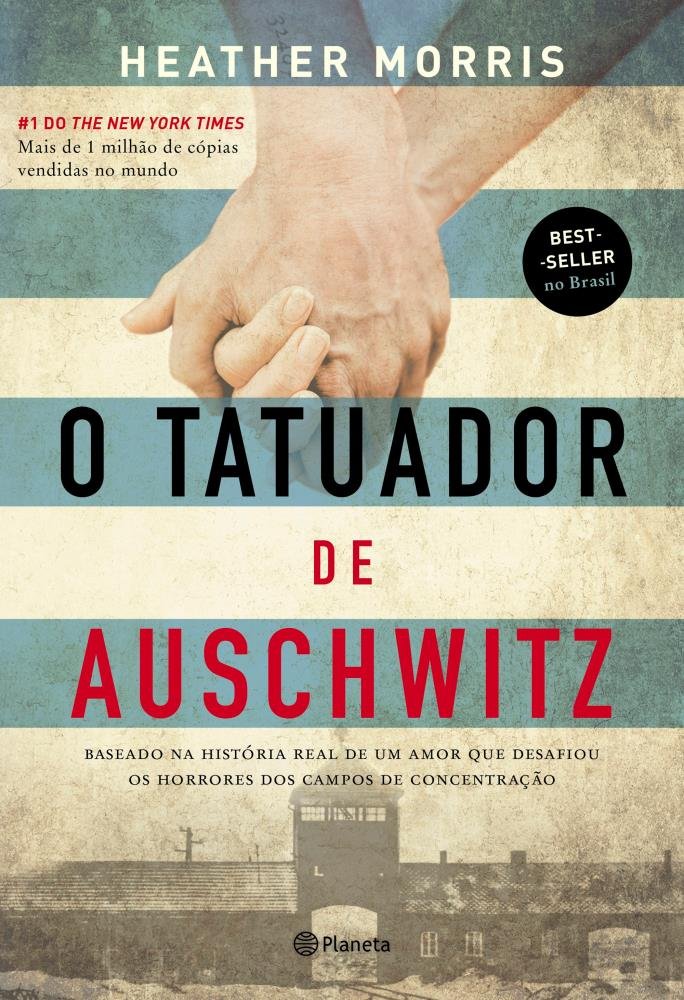 HEATHER MORRIS
#1 DO THE NEW YORK TIMES
Mais de 1 milhão de cópias
vendidas no mundo
BEST-
-SELLER
no Brasil
O TATUADOR
DE
AUSCHWITZ
BASEADO NA HISTÓRIA REAL DE UM AMOR QUE DESAFIOU
OS HORRORES DOS CAMPOS DE CONCENTRAÇÃO
Planeta